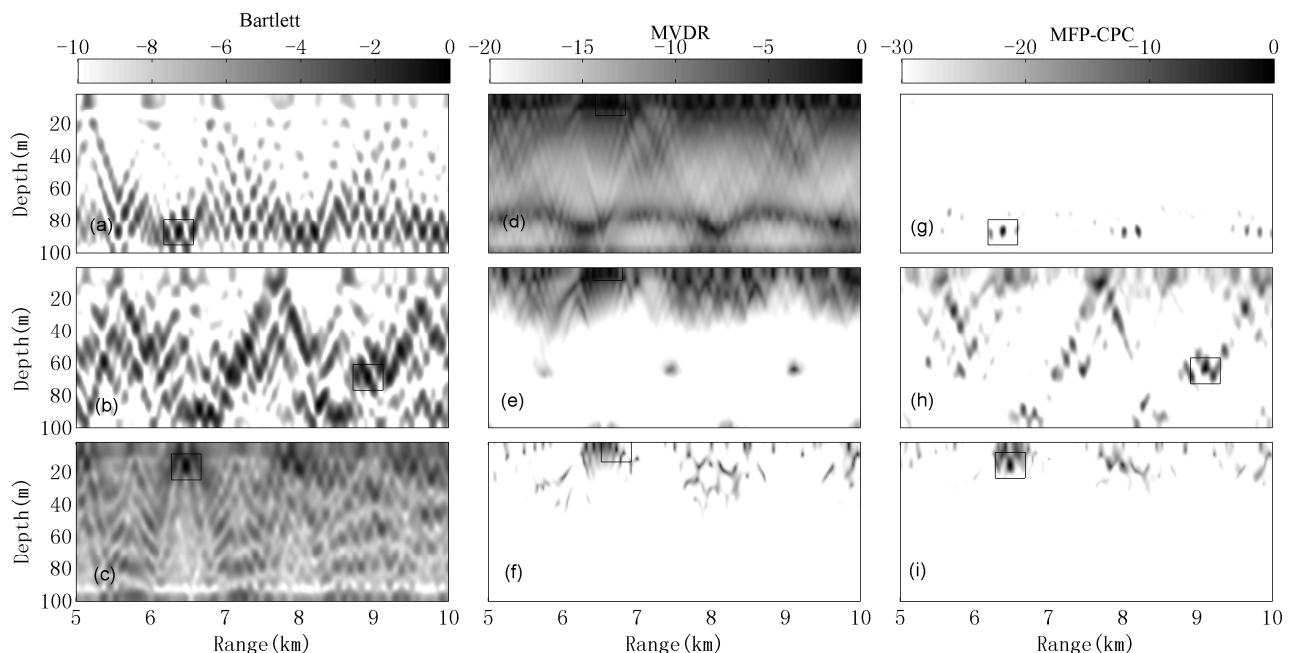 Bartlett
MVDR
MFP-CPC
-10 -8 -6 -4 -2 0
-20 -15 -10 -5 0
-30 -20 -10 0
Depth(m)
20
40
60
80
100
(a)
(d)
(g)
Depth(m)
20
40
60
80
100
(b)
(e)
(h)
Depth(m)
20
40
60
80
100
(c)
(f)
(i)
5 6 7 8 9 10
5 6 7 8 9 10
5 6 7 8 9 10
Range(km)
Range(km)
Range(km)